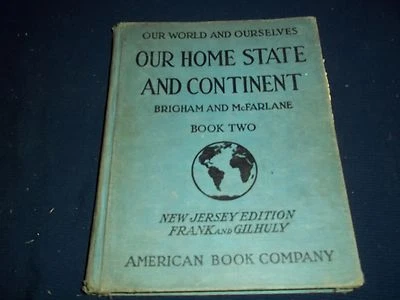 OUR WORLD AND OURSELVES
OUR HOME STATE
AND CONTINENT
BRIGHAM AND McFARLANE
BOOK TWO
NEW JERSEY EDITION
FRANK AND GILHULY
AMERICAN BOOK COMPANY